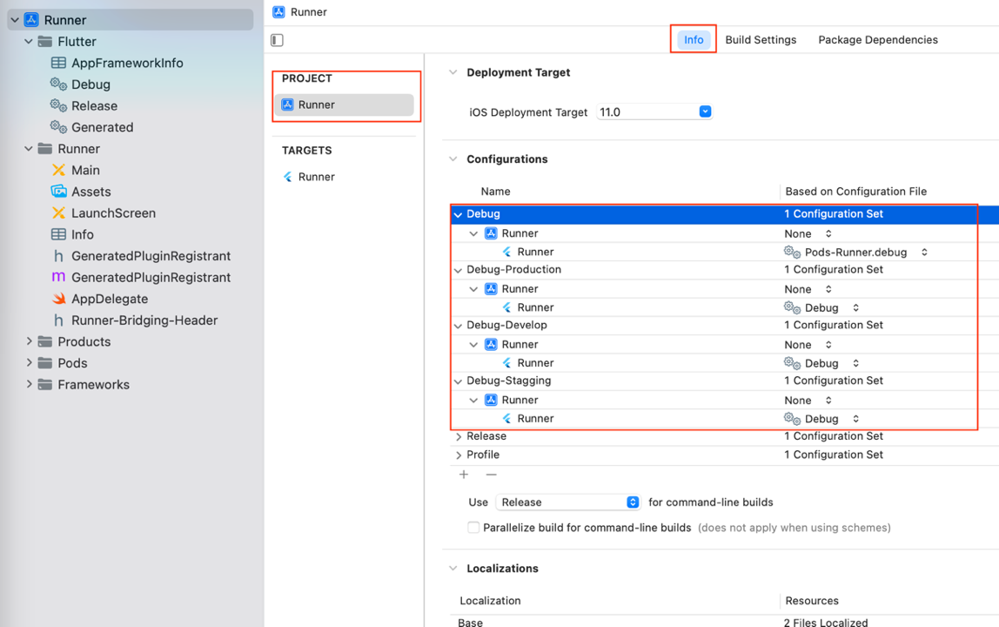 Runner
Flutter
AppFrameworkInfo
Debug
Release
Generated
Runner
Main
Assets
LaunchScreen
Info
h GeneratedPluginRegistrant
m GeneratedPluginRegistrant
AppDelegate
h Runner-Bridging-Header
Products
Pods
Frameworks
Runner
Info Build Settings Package Dependencies
PROJECT
Runner
TARGETS
Runner
Deployment Target
iOS Deployment Target 11.0
Configurations
Name Based on Configuration File
Debug 1 Configuration Set
Runner None
Runner Pods-Runner.debug
Debug-Production 1 Configuration Set
Runner None
Runner Debug
Debug-Develop 1 Configuration Set
Runner None
Runner Debug
Debug-Stagging 1 Configuration Set
Runner None
Runner Debug
Release 1 Configuration Set
Profile 1 Configuration Set
+ —
Use Release for command-line builds
Parallelize build for command-line builds (does not apply when using schemes)
Localizations
Localization Resources
Base 2 Files Localized